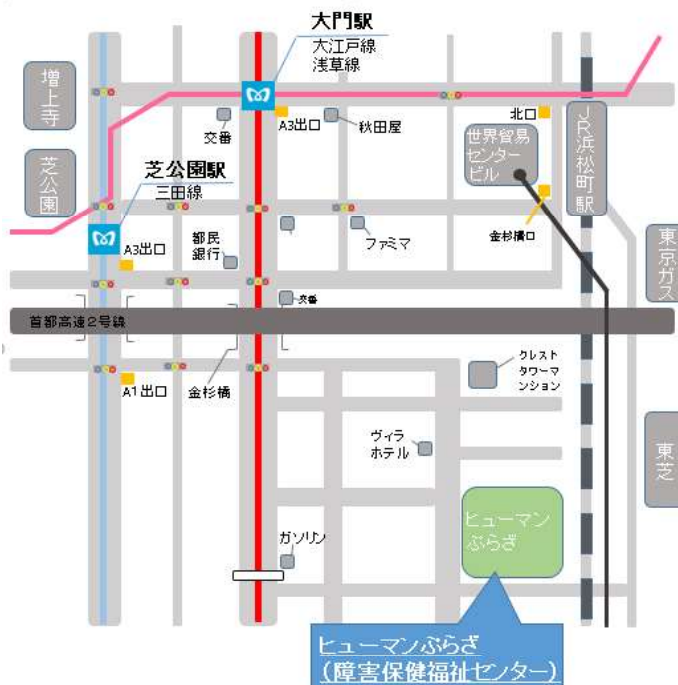 大門駅
大江戸線
浅草線
増上寺
交番
A3出口
秋田屋
北口
世界貿易
センター
ビル
JR浜松町駅
芝公園
芝公園駅
三田線
A3出口
都民
銀行
ファミマ
金杉橋口
東京ガス
交番
首都高速2号線
A1出口
金杉橋
クレスト
タワーマ
ンション
ヴィラ
ホテル
東芝
ヒューマン
ぷらざ
ガソリン
ヒューマンぷらざ
(障害保健福祉センター)